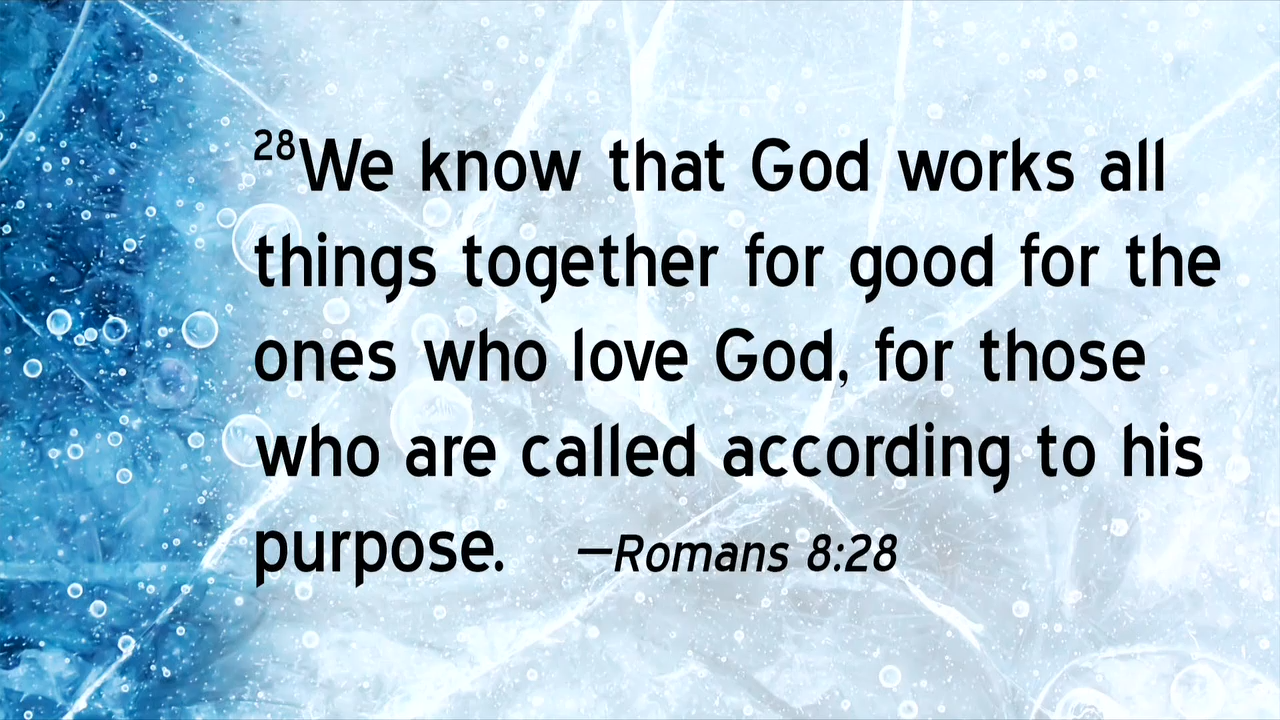 ²⁸We know that God works all
things together for good for the
ones who love God, for those
who are called according to his
purpose. —Romans 8:28